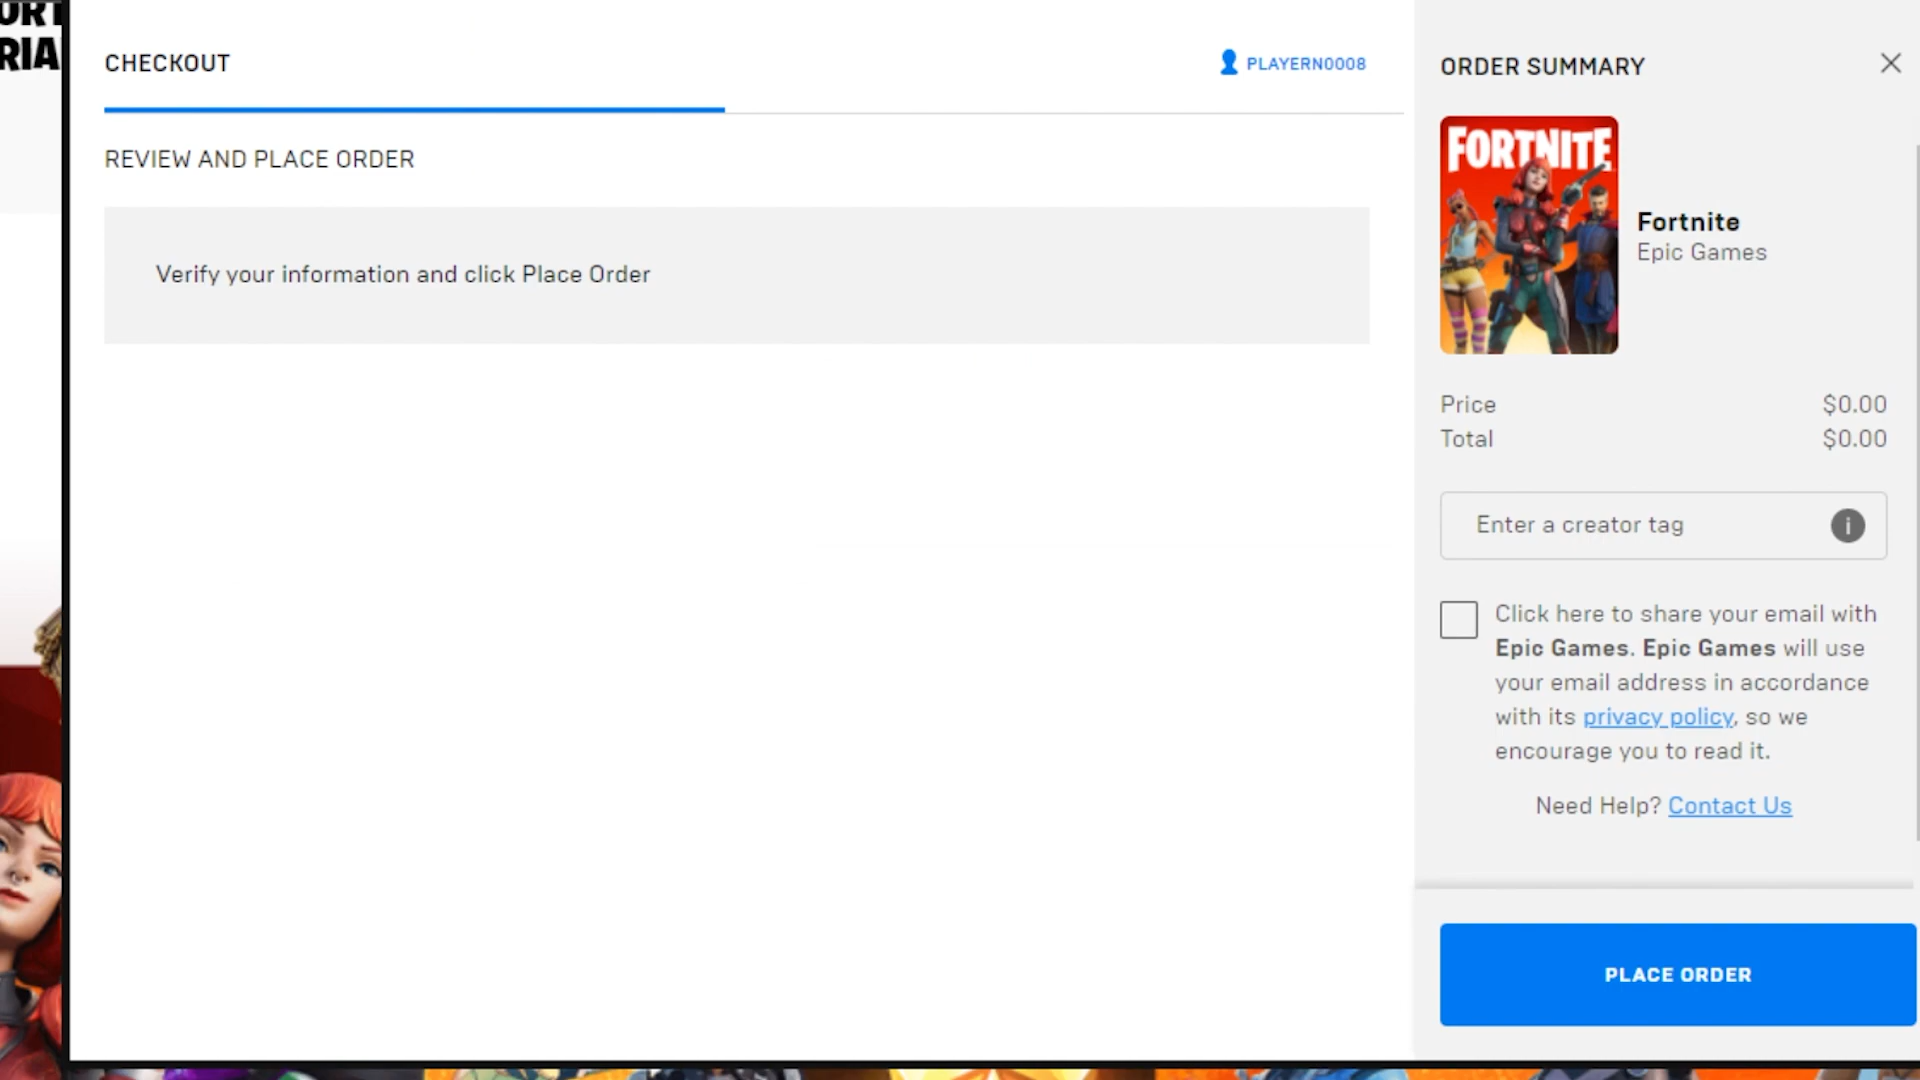 CHECKOUT
PLAYERN0008
REVIEW AND PLACE ORDER
Verify your information and click Place Order
ORDER SUMMARY
FORTNITE
Fortnite
Epic Games
Price $0.00
Total $0.00
Enter a creator tag
Click here to share your email with
Epic Games. Epic Games will use
your email address in accordance
with its privacy policy, so we
encourage you to read it.
Need Help? Contact Us
PLACE ORDER